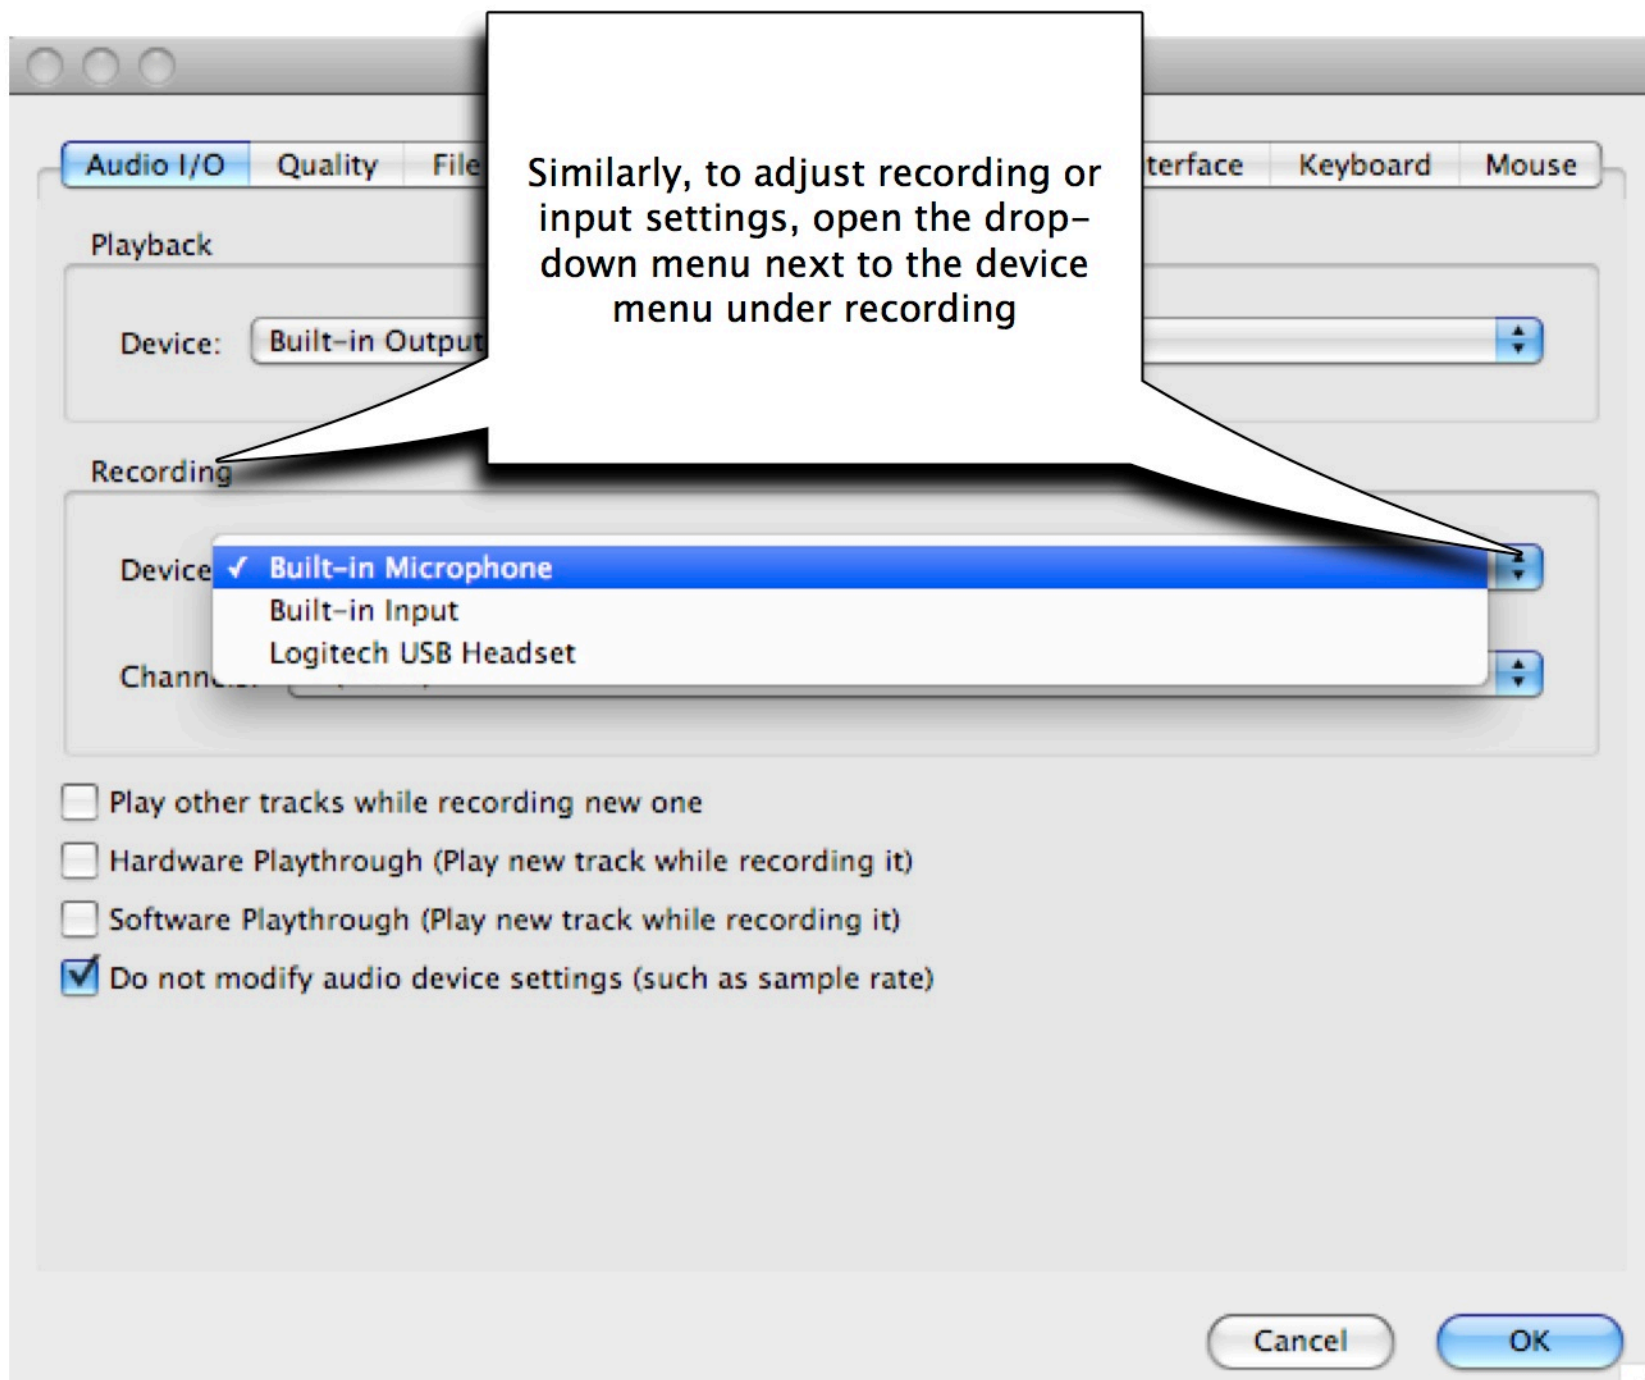 Audio I/O Quality File Keyboard Mouse
Similarly, to adjust recording or
input settings, open the drop-
down menu next to the device
menu under recording
Playback
Device: Built-in Output
Recording
Device ✓ Built-in Microphone
Built-in Input
Logitech USB Headset
Play other tracks while recording new one
Hardware Playthrough (Play new track while recording it)
Software Playthrough (Play new track while recording it)
Do not modify audio device settings (such as sample rate)
Cancel OK